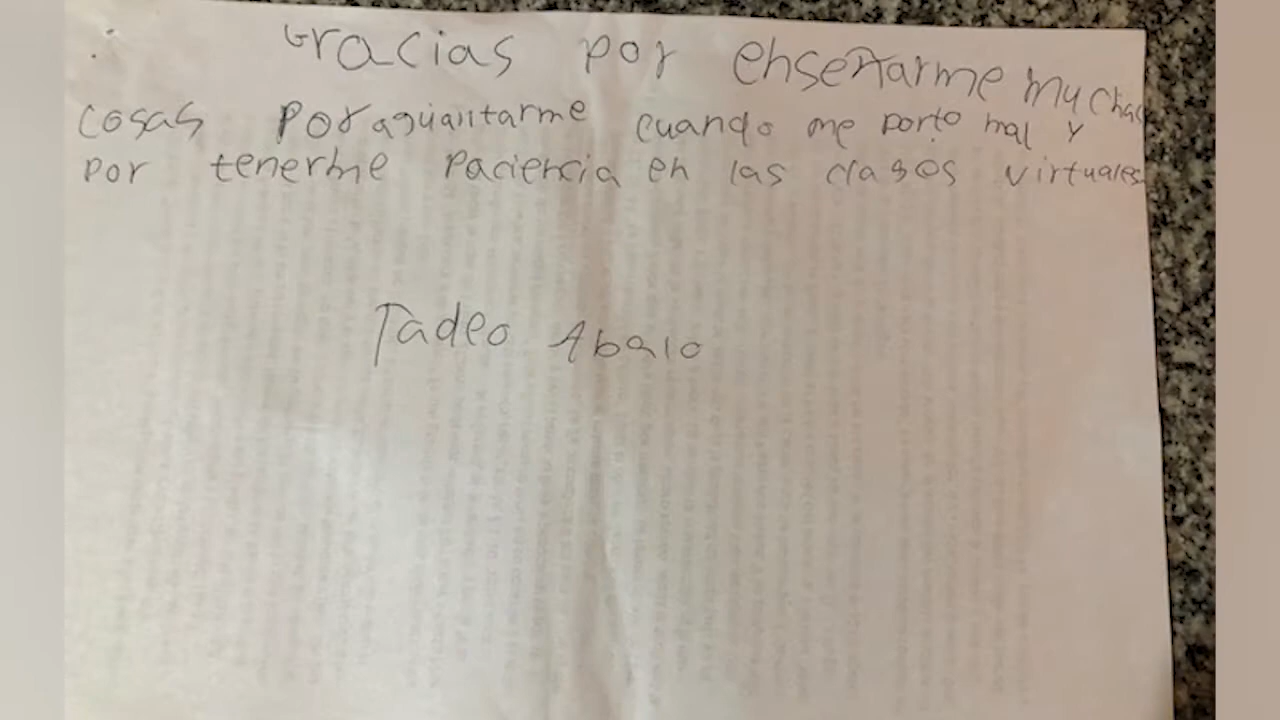 Gracias por enseñarme muchas
cosas por aguantarme cuando me porto mal y
por tenerme paciencia en las clases virtuales
Tadeo Abalo